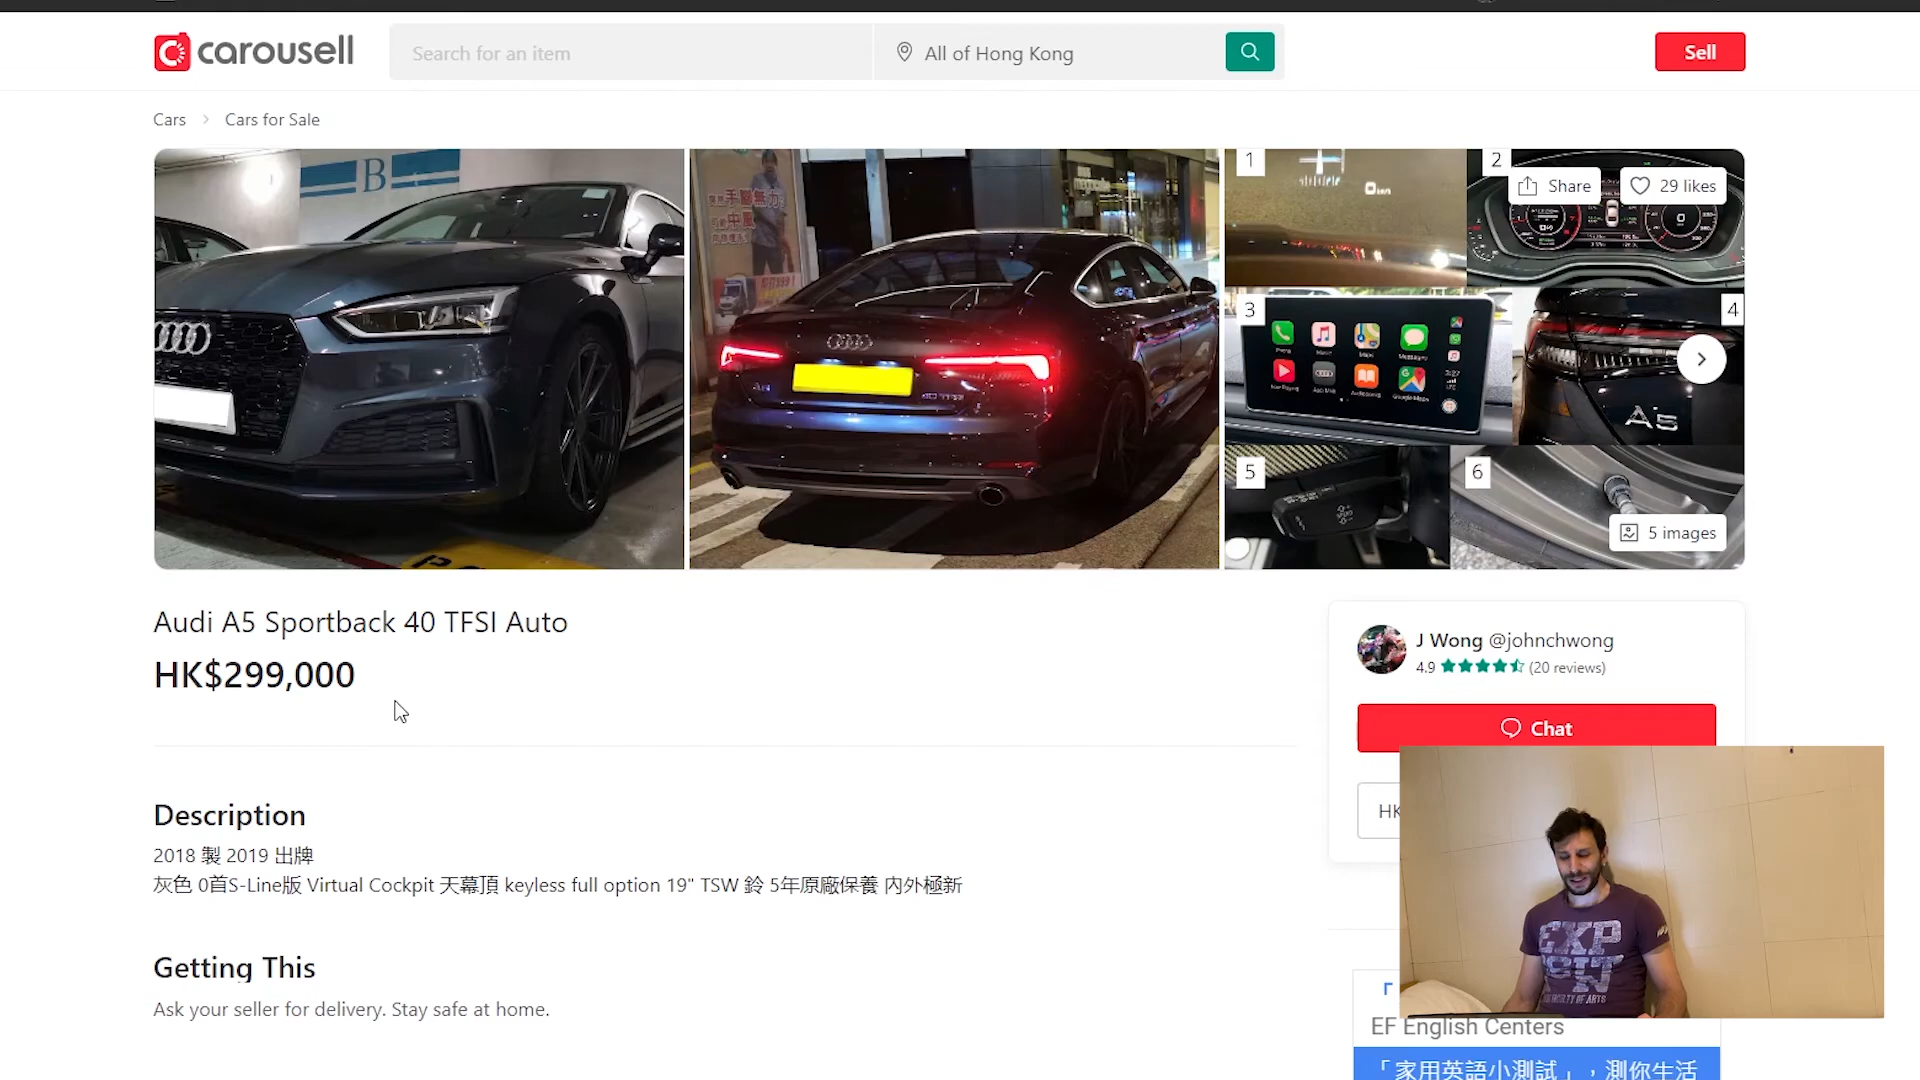 carousell
Search for an item
All of Hong Kong
Sell
Cars
Cars for Sale
B
1
2
Share
29 likes
3
4
A5
5
6
5 images
Audi A5 Sportback 40 TFSI Auto
HK$299,000
J Wong @johnchwong
4.9 (20 reviews)
Chat
HK
Description
2018 製 2019 出牌
灰色 0首S-Line版 Virtual Cockpit 天幕頂 keyless full option 19" TSW 鈴 5年原廠保養 內外極新
Getting This
Ask your seller for delivery. Stay safe at home.
EF English Centers
「家用英語小測試」，測你生活